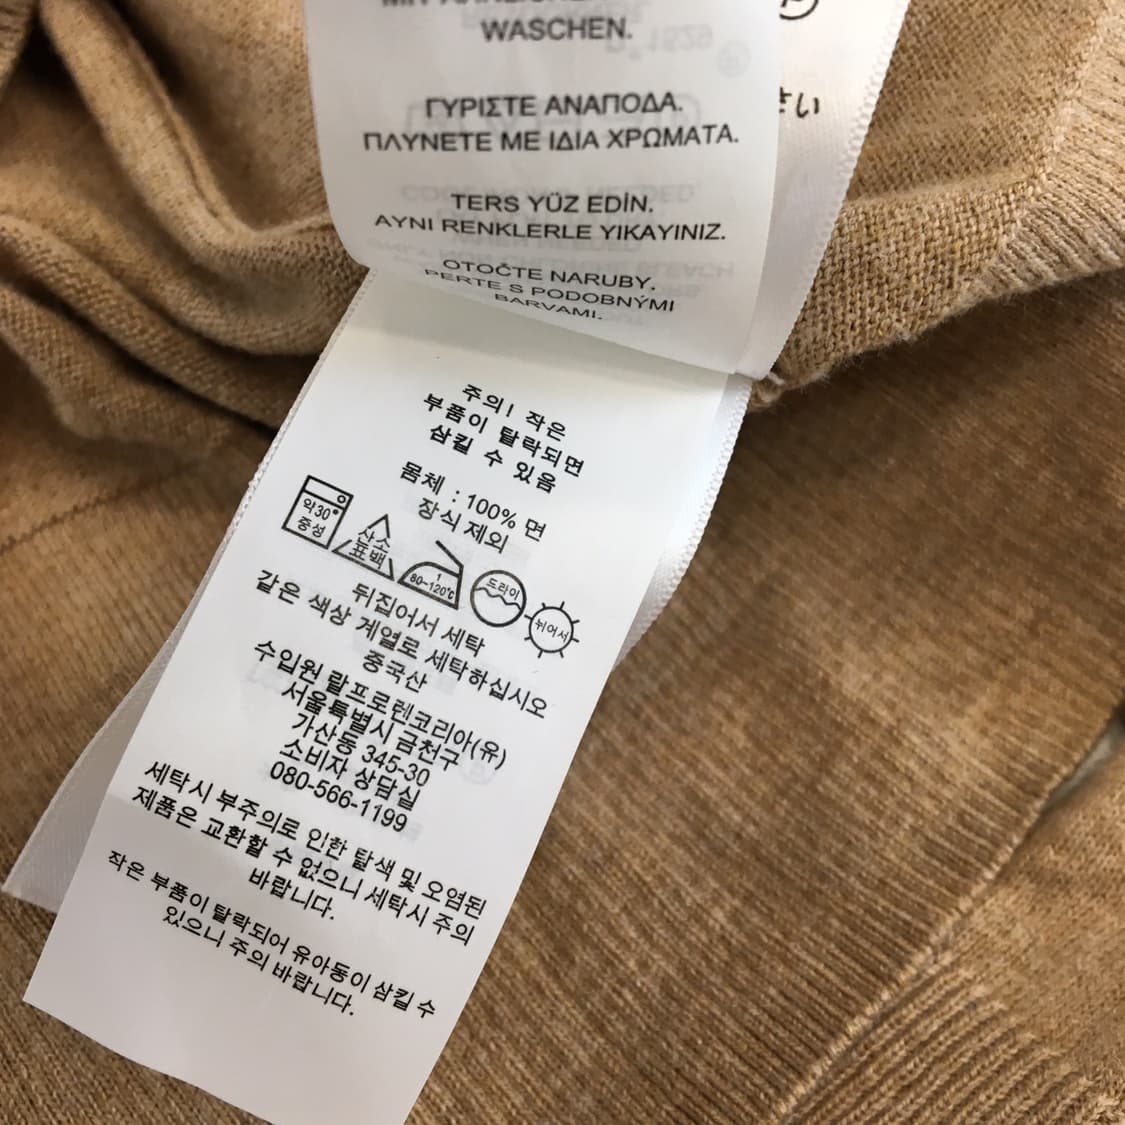 WASCHEN.
ΓΥΡΙΣΤΕ ΑΝΑΠΟΔΑ.
ΠΛΥΝΕΤΕ ΜΕ ΙΔΙΑ ΧΡΩΜΑΤΑ.
TERS YÜZ EDİN.
AYNI RENKLERLE YIKAYINIZ.
OTOČTE NARUBY.
PERTE S PODOBNÝMI
BARVAMI.
さい
주의! 작은
부품이 탈락되면
삼킬 수 있음
몸체 : 100% 면
장식제외
약30°
중성
산소
표백
1
80~120℃
드라이
뉘어서
뒤집어서 세탁
같은 색상 계열로 세탁하십시오
중국산
수입원 랄프로렌코리아(유)
서울특별시 금천구
가산동 345-30
소비자 상담실
080-566-1199
세탁시 부주의로 인한 탈색 및 오염된
제품은 교환할 수 없으니 세탁시 주의
바랍니다.
작은 부품이 탈락되어 유아동이 삼킬 수
있으니 주의 바랍니다.